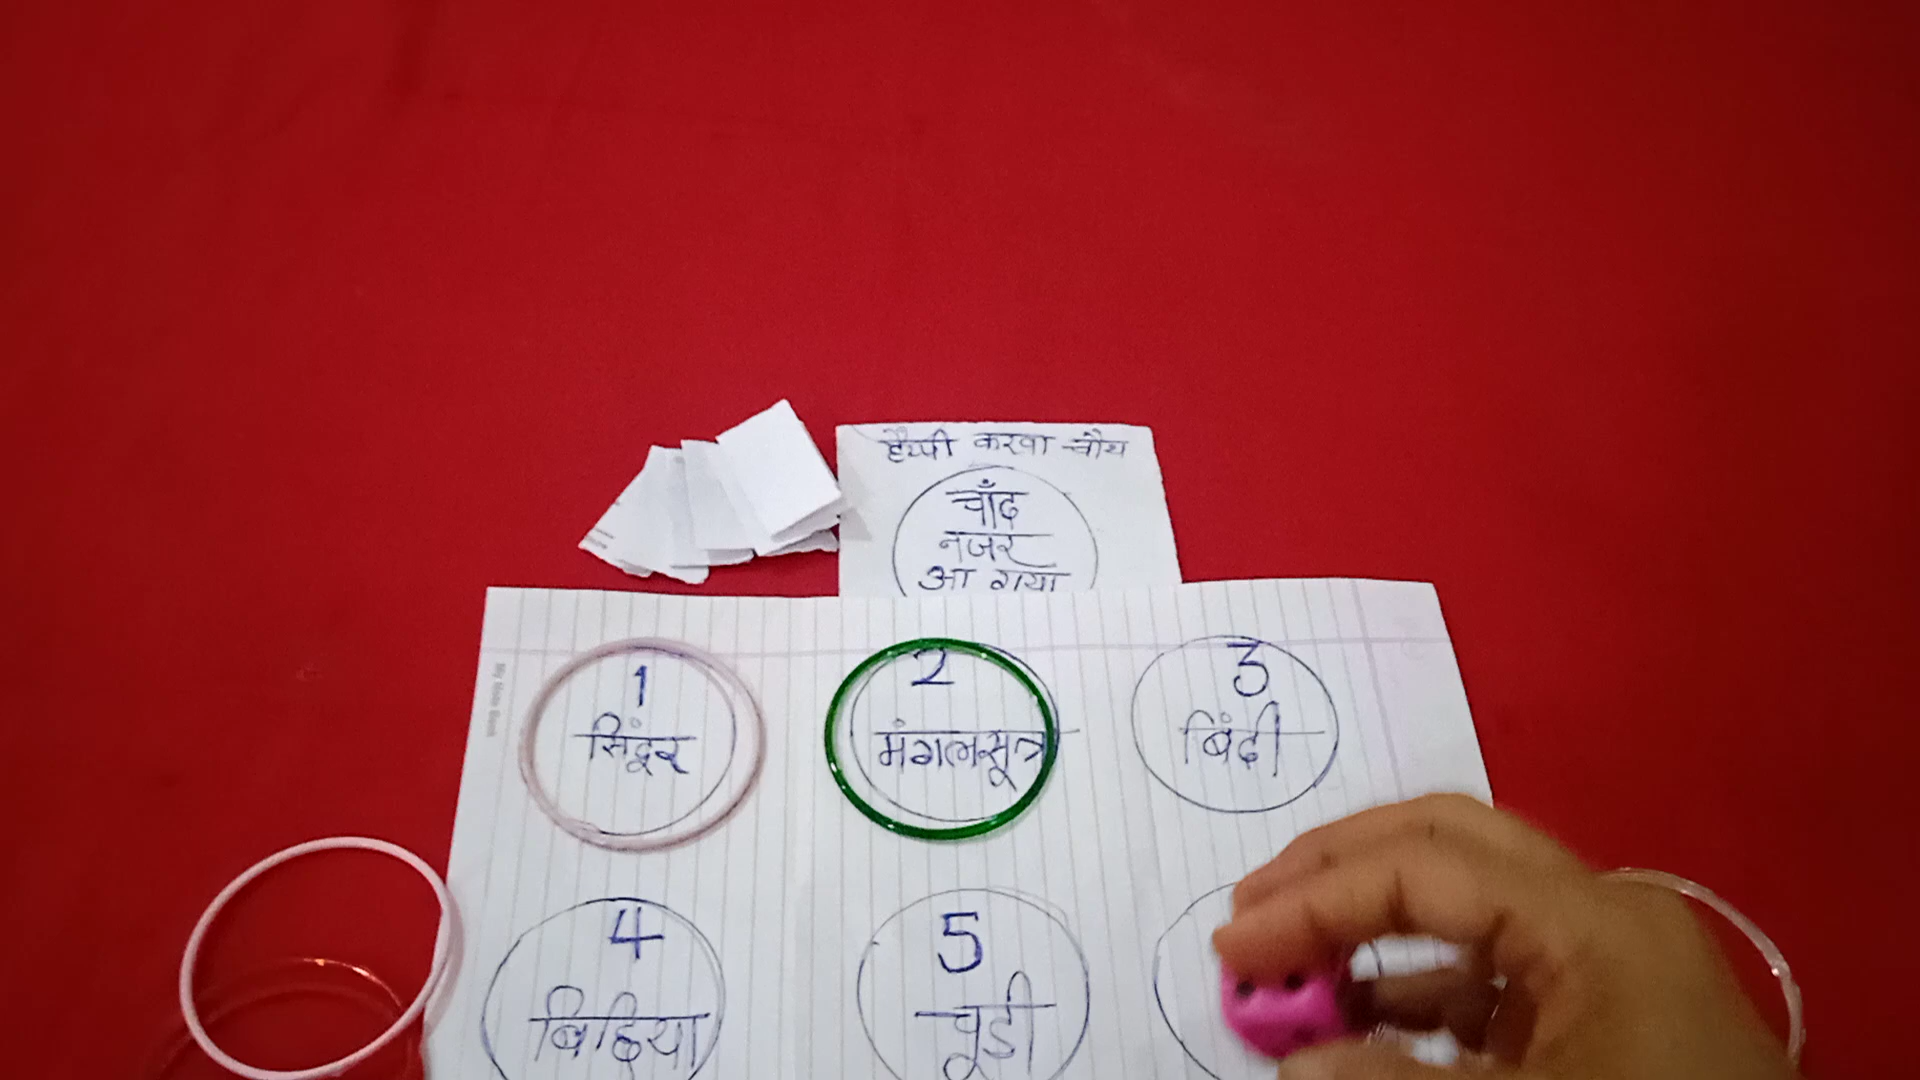 हैप्पी करवा चौथ
चाँद
नजर
आ गया
1
सिंदूर
2
मंगलसूत्र
3
बिंदी
4
बिछिया
5
चूडी